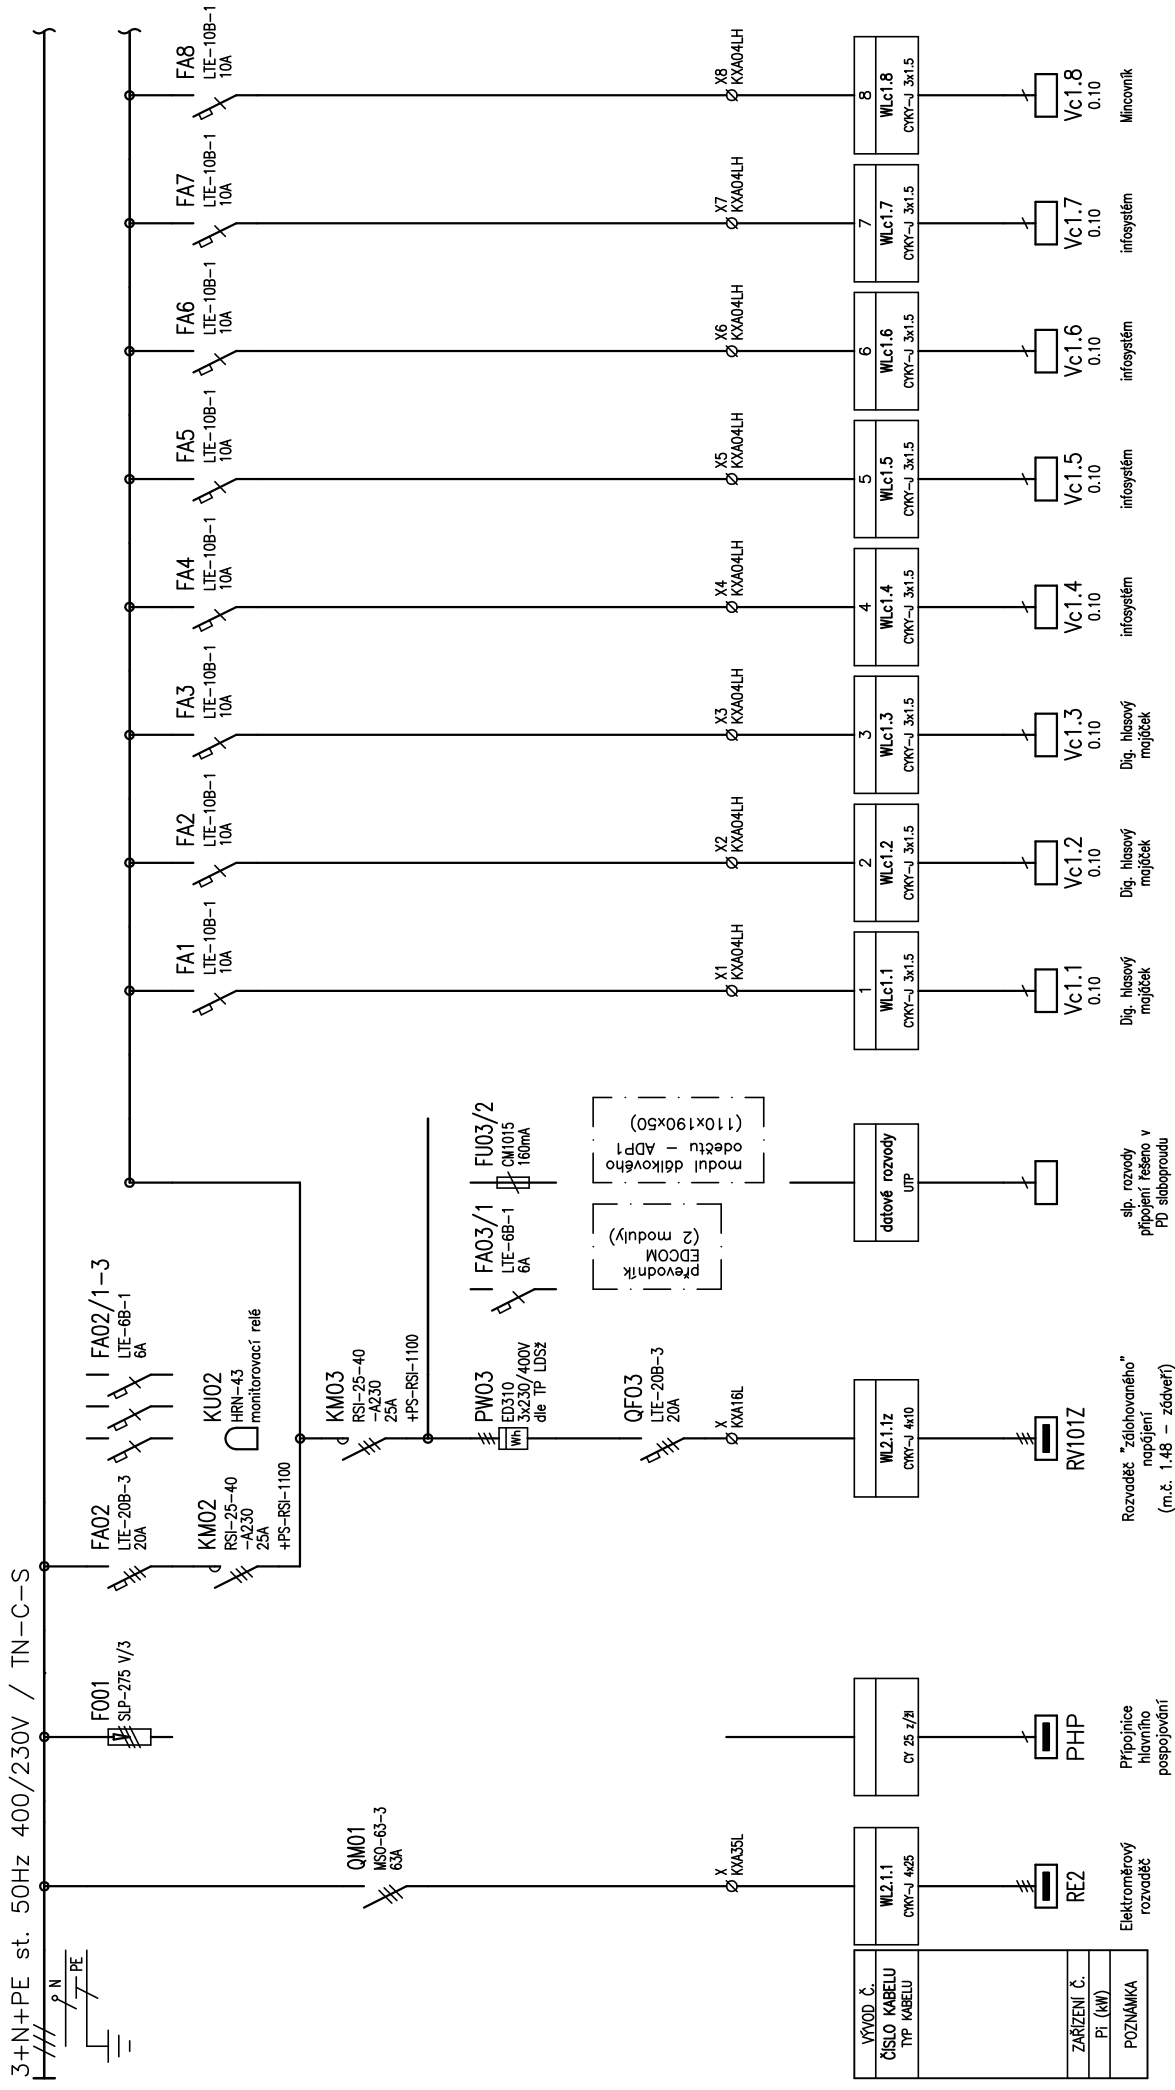 3+N+PE st. 50Hz 400/230V / TN-C-S
N
PE
QM01
MSO-63-3
63A
X
KXA35L
F001
SLP-275 V/3
FA02
LTE-20B-3
20A
KM02
RSI-25-40
-A230
25A
+PS-RSI-1100
FA02/1-3
LTE-6B-1
6A
KU02
HRN-43
monitorovací relé
KM03
RSI-25-40
-A230
25A
+PS-RSI-1100
PW03
ED310
3x230/400V
dle TP LDSž
Wh
QF03
LTE-20B-3
20A
X
KXA16L
FA03/1
LTE-6B-1
6A
FU03/2
CM1015
160mA
převodník
EDCOM
(2 moduly)
modul dálkového
odečtu - ADP1
(110x190x50)
FA1
LTE-10B-1
10A
X1
KXA04LH
FA2
LTE-10B-1
10A
X2
KXA04LH
FA3
LTE-10B-1
10A
X3
KXA04LH
FA4
LTE-10B-1
10A
X4
KXA04LH
FA5
LTE-10B-1
10A
X5
KXA04LH
FA6
LTE-10B-1
10A
X6
KXA04LH
FA7
LTE-10B-1
10A
X7
KXA04LH
FA8
LTE-10B-1
10A
X8
KXA04LH
VÝVOD Č.
ČÍSLO KABELU
TYP KABELU
ZAŘÍZENÍ Č.
Pi (kW)
POZNÁMKA
WL2.1.1
CYKY-J 4x25
RE2
Elektroměrový
rozvaděč
CY 25 z/žl
PHP
Přípojnice
hlavního
pospojování
WL2.1.1z
CYKY-J 4x10
RV101Z
Rozvaděč "zálohovaného"
napájení
(m.č. 1.48 - zádveří)
datové rozvody
UTP
slp. rozvody
připojení řešeno v
PD slaboproudu
1
WLc1.1
CYKY-J 3x1.5
Vc1.1
0.10
Dig. hlasový
majáček
2
WLc1.2
CYKY-J 3x1.5
Vc1.2
0.10
Dig. hlasový
majáček
3
WLc1.3
CYKY-J 3x1.5
Vc1.3
0.10
Dig. hlasový
majáček
4
WLc1.4
CYKY-J 3x1.5
Vc1.4
0.10
infosystém
5
WLc1.5
CYKY-J 3x1.5
Vc1.5
0.10
infosystém
6
WLc1.6
CYKY-J 3x1.5
Vc1.6
0.10
infosystém
7
WLc1.7
CYKY-J 3x1.5
Vc1.7
0.10
infosystém
8
WLc1.8
CYKY-J 3x1.5
Vc1.8
0.10
Mincovník